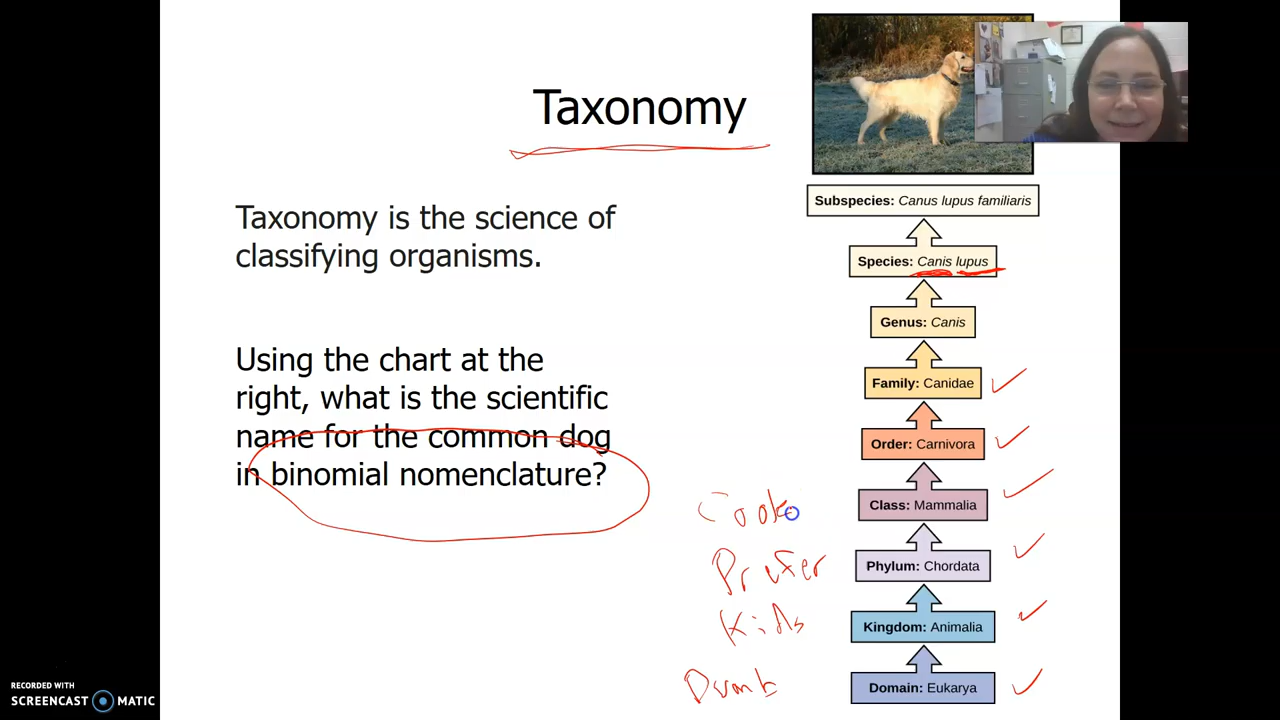 Taxonomy
Taxonomy is the science of
classifying organisms.
Using the chart at the
right, what is the scientific
name for the common dog
in binomial nomenclature?
Subspecies: Canus lupus familiaris
Species: Canis lupus
Genus: Canis
Family: Canidae
Order: Carnivora
Class: Mammalia
Phylum: Chordata
Kingdom: Animalia
Domain: Eukarya
Prefer
Kids
Dumb
RECORDED WITH
SCREENCAST MATIC